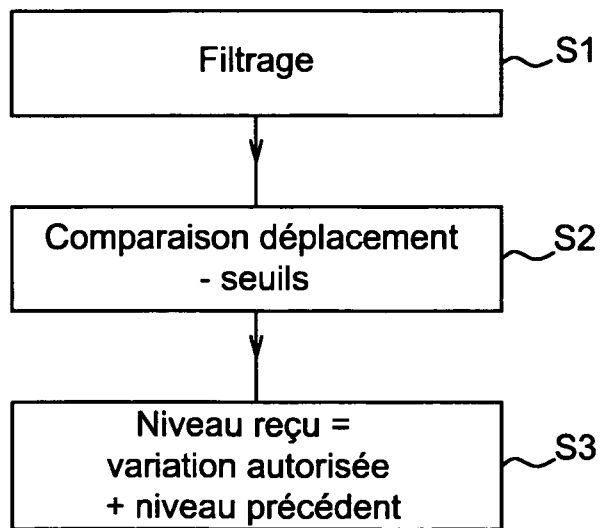 Filtrage
S1
Comparaison déplacement
- seuils
S2
Niveau reçu =
variation autorisée
+ niveau précédent
S3